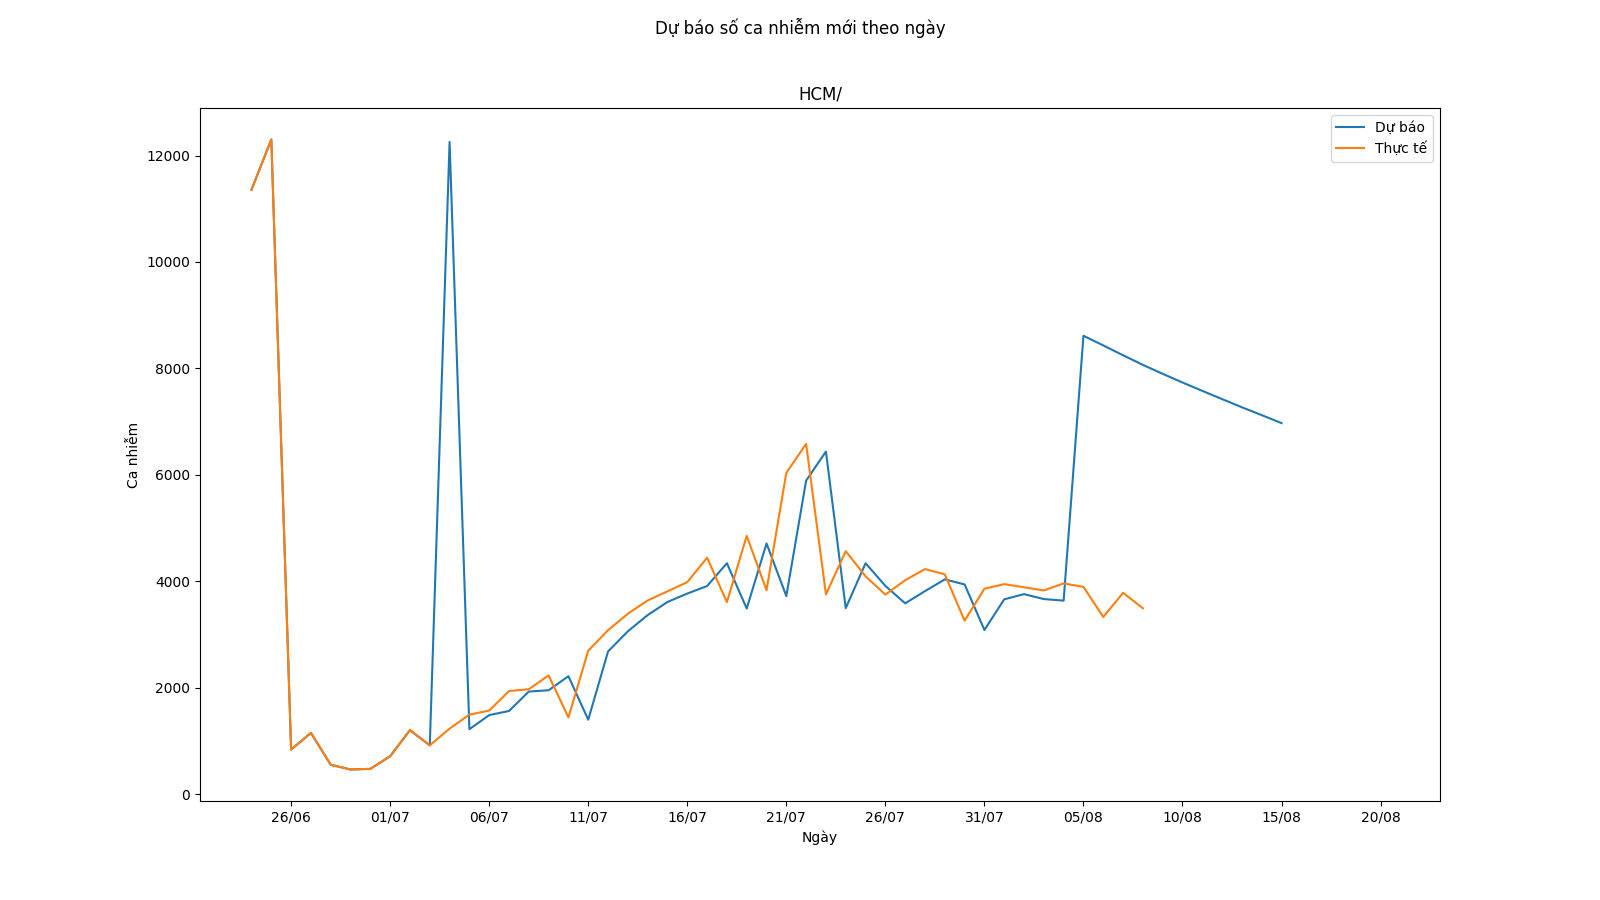 Dự báo số ca nhiễm mới theo ngày
HCM/
Dự báo
Thực tế
12000
10000
8000
6000
4000
2000
0
Ca nhiễm
26/06 01/07 06/07 11/07 16/07 21/07 26/07 31/07 05/08 10/08 15/08 20/08
Ngày